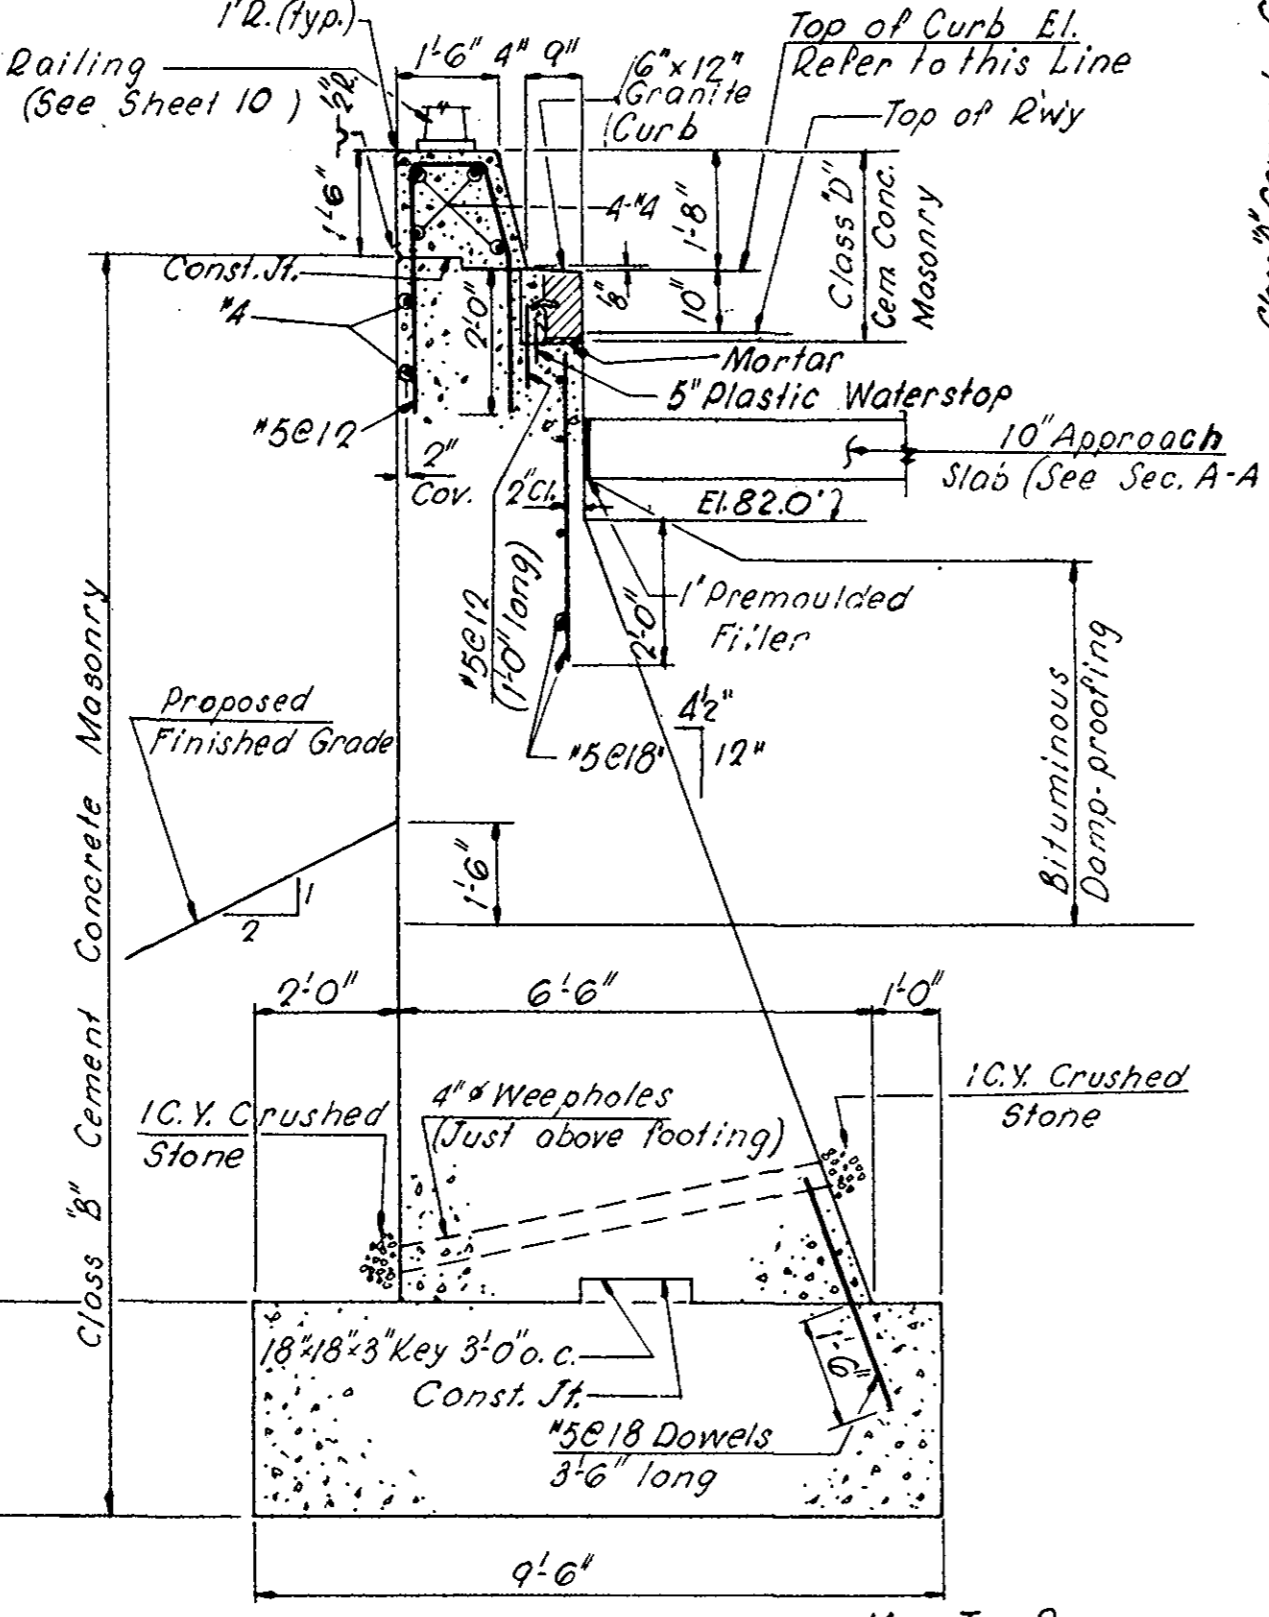 1"R.(typ.)
Railing
(See Sheet 10)
1'-6" 4" 9"
6"x12"
Granite
Curb
Top of Curb El.
Refer to this Line
Top of R'wy
1'-6"
1'-8"
10"
Class "D"
Cem Conc.
Masonry
4-#4
Const. Jt.
#4
2'-0"
Mortar
5" Plastic Waterstop
#5@12
2"
Cov.
2"Cl.
10" Approach
Slab (See Sec. A-A
El. 82.0'
#5@12
(1'-0" long)
2'-0"
1" Premoulded
Filler
#5@18"
4½"
12"
Proposed
Finished Grade
1
2
1'-6"
Bituminous
Damp-proofing
Class "B" Cement Concrete Masonry
2'-0"
6'-6"
1'-0"
1 C.Y. Crushed
Stone
4"ø Weepholes
(Just above footing)
1 C.Y. Crushed
Stone
18"x18"x3" Key 3'-0" o.c.
Const. Jt.
1'-6"
#5@18 Dowels
3'-6" long
9'-6"